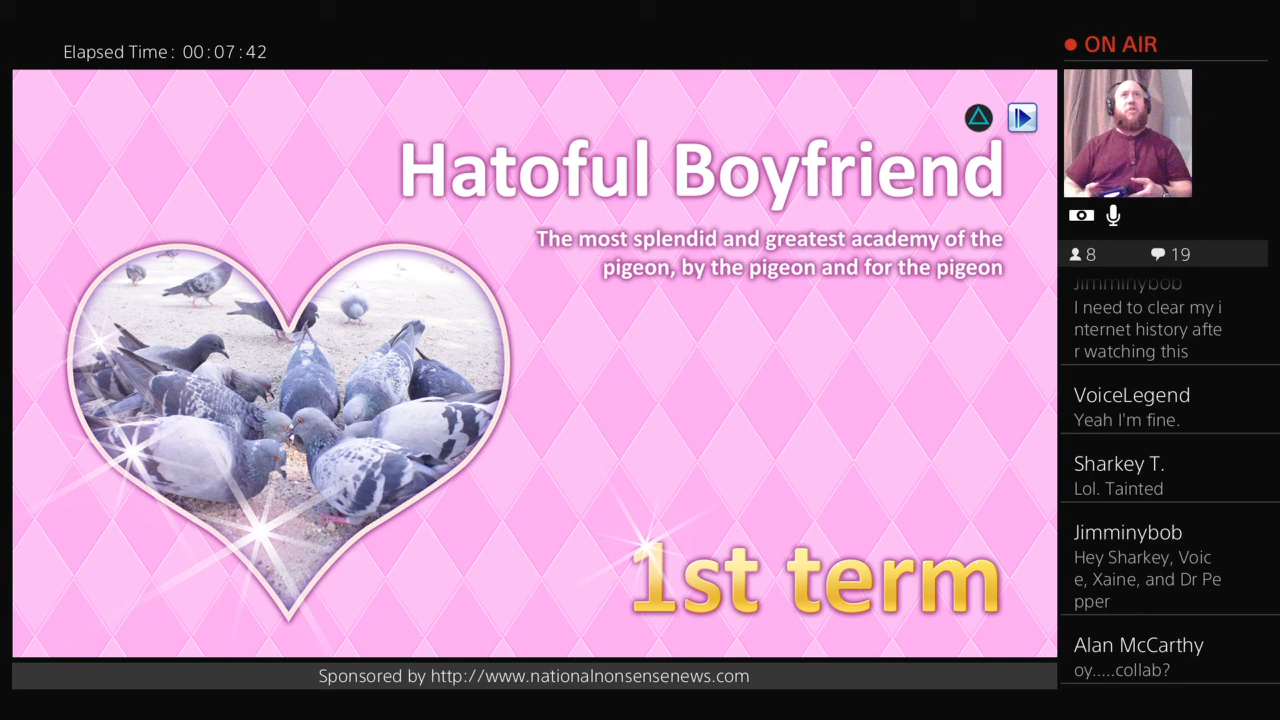 Elapsed Time: 00:07:42
ON AIR
Hatoful Boyfriend
The most splendid and greatest academy of the
pigeon, by the pigeon and for the pigeon
1st term
8 19
Jimminybob
I need to clear my i
nternet history afte
r watching this
VoiceLegend
Yeah I'm fine.
Sharkey T.
Lol. Tainted
Jimminybob
Hey Sharkey, Voic
e, Xaine, and Dr Pe
pper
Alan McCarthy
oy.....collab?
Sponsored by http://www.nationalnonsensenews.com